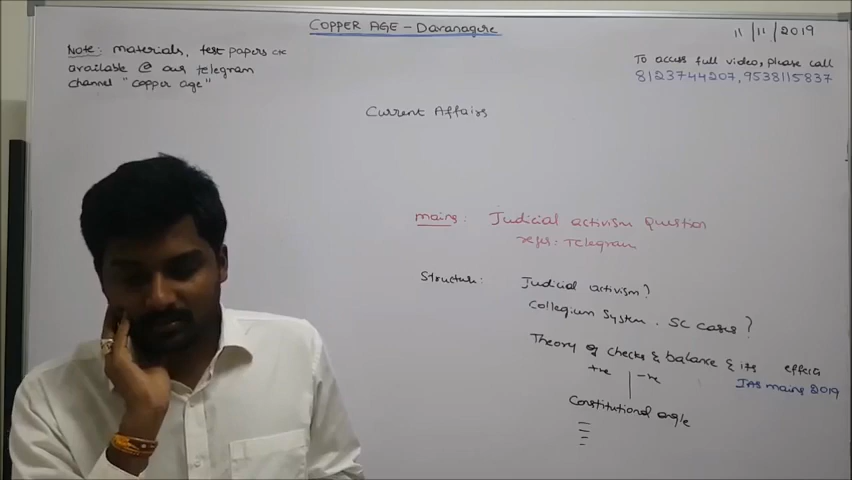 COPPER AGE - Davanagere
11/11/2019
Note: materials, test papers etc
available @ our telegram
channel "copper age"
To access full video, please call
8123744207, 9538115837
Current Affairs
mains: Judicial activism Question
refer: Telegram
Structure: Judicial activism?
Collegium System. SC cases?
Theory of checks & balance & its effects
+ve -ve
IAS mains 2019
Constitutional angle